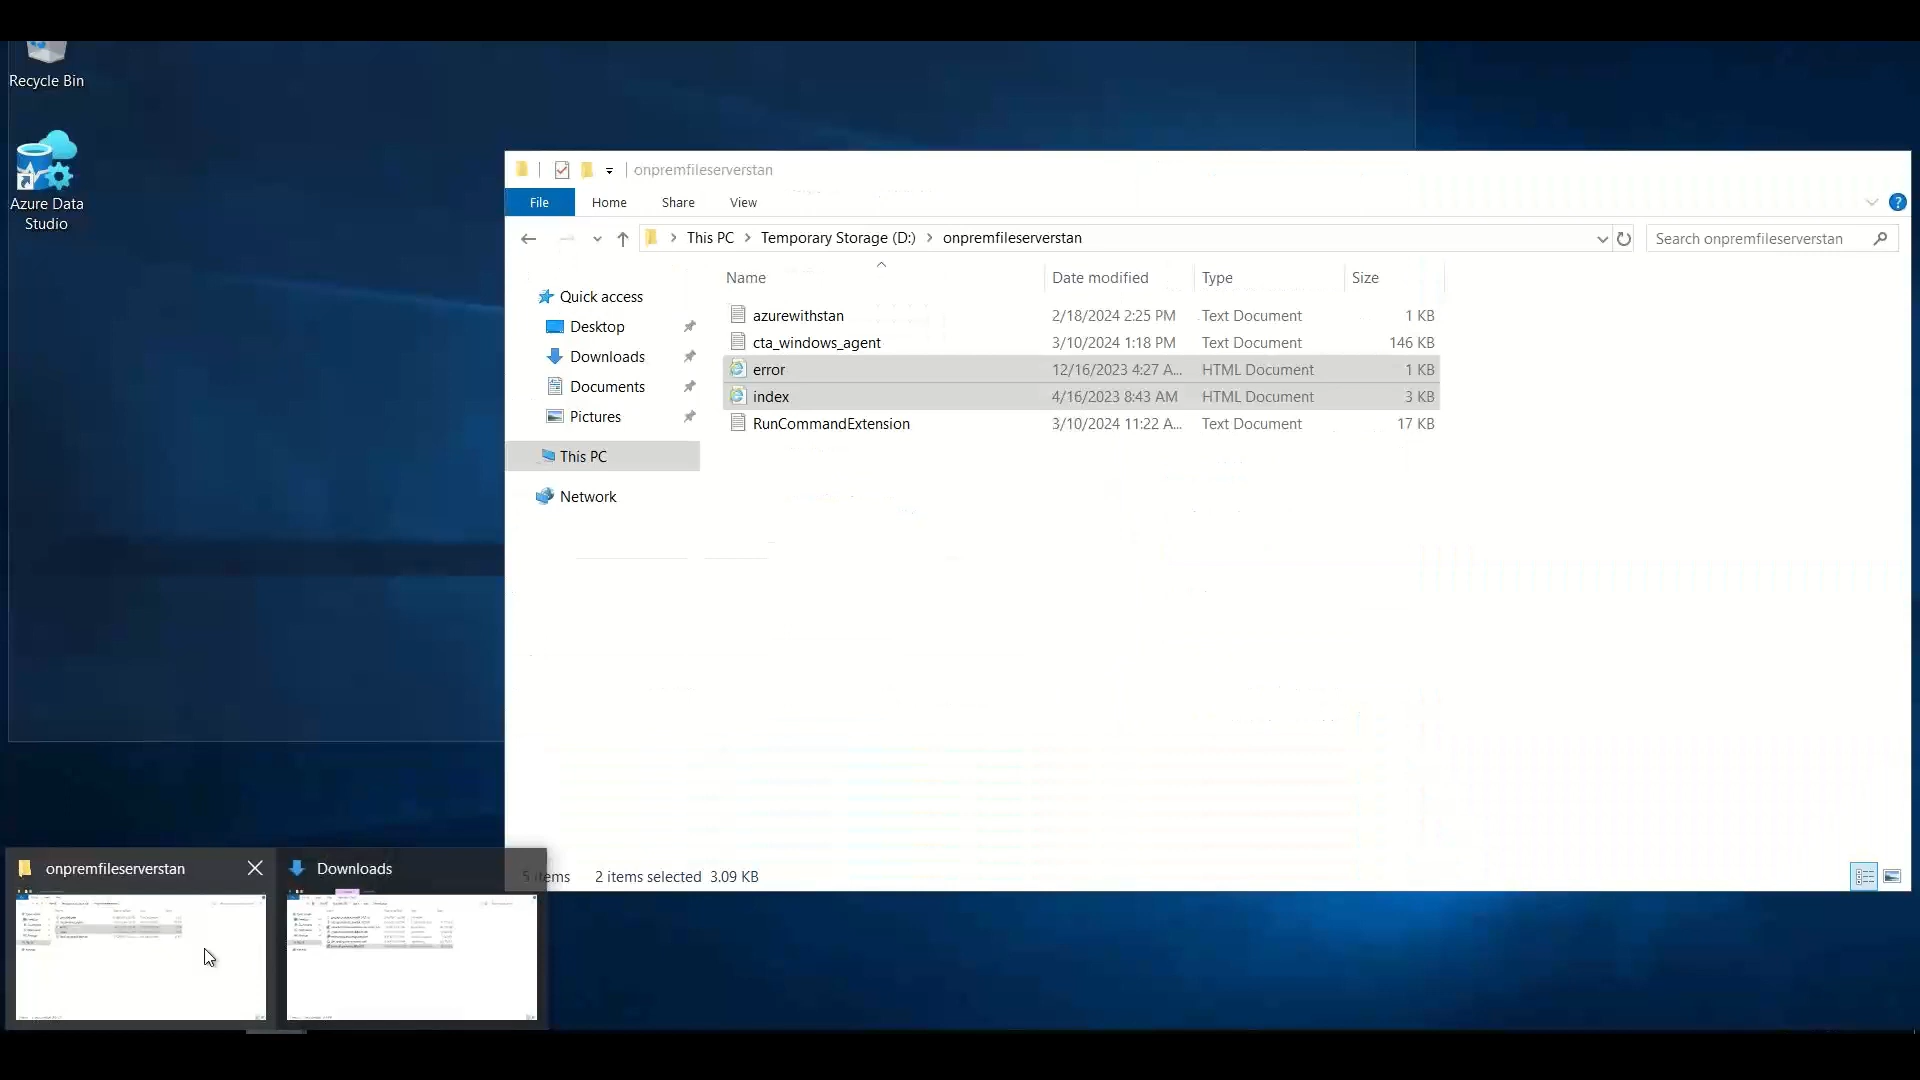 Recycle Bin
Azure Data
Studio
onpremfileserverstan
File Home Share View
This PC Temporary Storage (D:) onpremfileserverstan
Search onpremfileserverstan
Name Date modified Type Size
azurewithstan 2/18/2024 2:25 PM Text Document 1 KB
cta_windows_agent 3/10/2024 1:18 PM Text Document 146 KB
error 12/16/2023 4:27 A... HTML Document 1 KB
index 4/16/2023 8:43 AM HTML Document 3 KB
RunCommandExtension 3/10/2024 11:22 A... Text Document 17 KB
Quick access
Desktop
Downloads
Documents
Pictures
This PC
Network
5 items 2 items selected 3.09 KB
onpremfileserverstan
Downloads